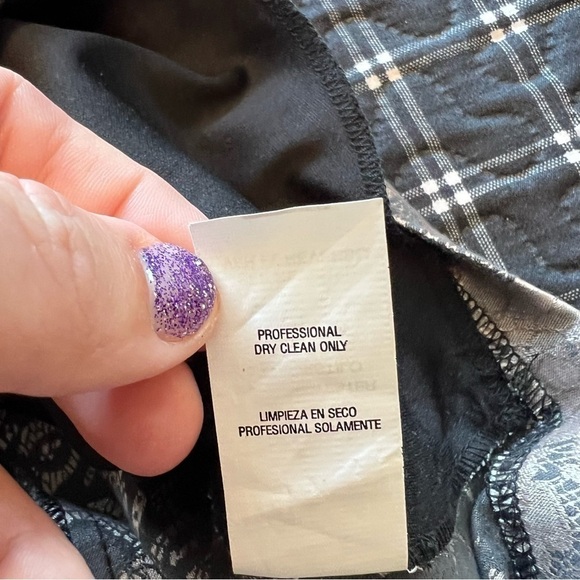 PROFESSIONAL
DRY CLEAN ONLY
LIMPIEZA EN SECO
PROFESIONAL SOLAMENTE